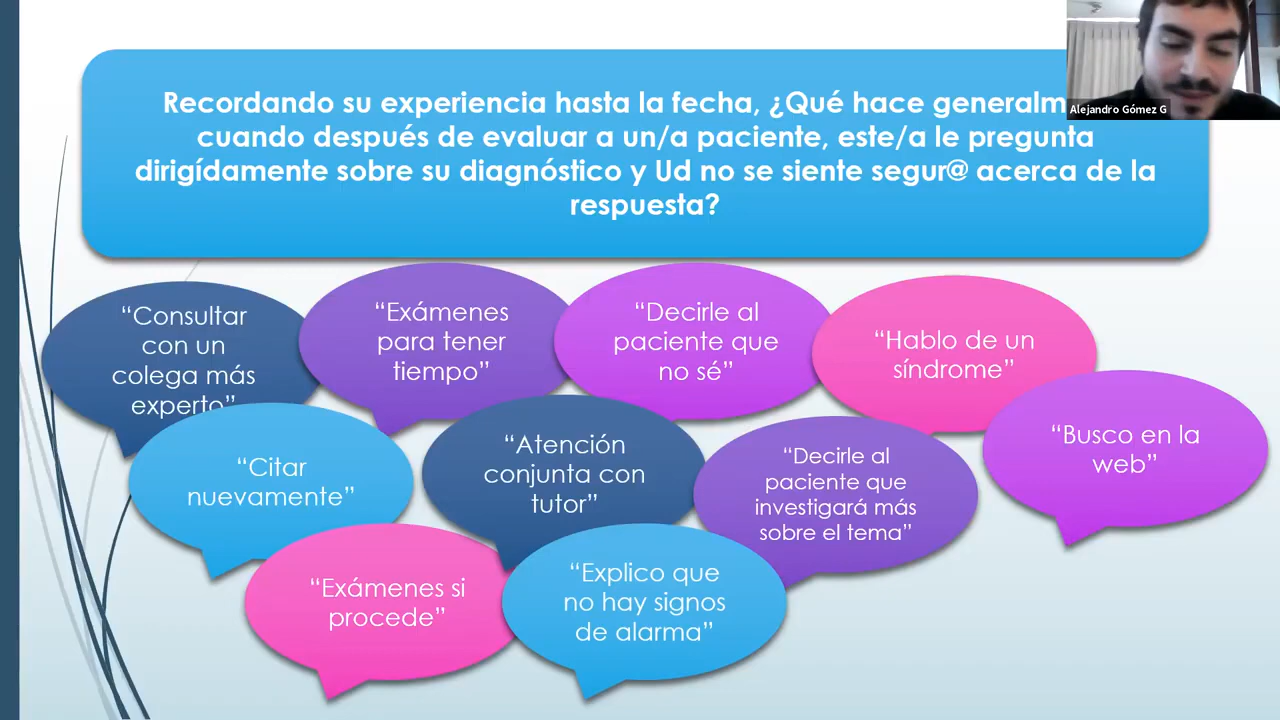 Recordando su experiencia hasta la fecha, ¿Qué hace
cuando después de evaluar a un/a paciente, este/a le pregunta
dirigídamente sobre su diagnóstico y Ud no se siente segur@ acerca de la
respuesta?
Alejandro Gómez G
“Consultar
con un
colega más
experto”
“Exámenes
para tener
tiempo”
“Decirle al
paciente que
no sé”
“Hablo de un
síndrome”
“Busco en la
web”
“Citar
nuevamente”
“Atención
conjunta con
tutor”
“Decirle al
paciente que
investigará más
sobre el tema”
“Exámenes si
procede”
“Explico que
no hay signos
de alarma”